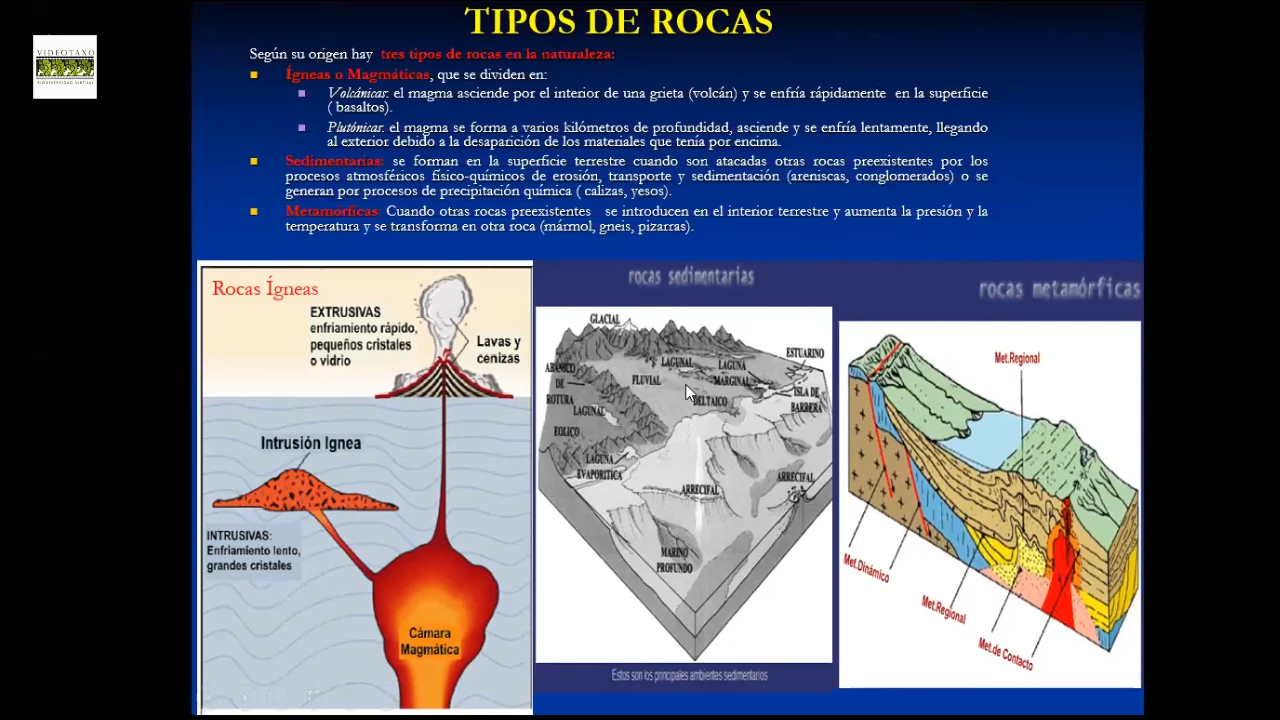 VIDEOTAXO
BIODIVERSIDAD VIRTUAL
TIPOS DE ROCAS
Según su origen hay tres tipos de rocas en la naturaleza:
Ígneas o Magmáticas, que se dividen en:
Volcánicas: el magma asciende por el interior de una grieta (volcán) y se enfría rápidamente en la superficie
( basaltos).
Plutónicas: el magma se forma a varios kilómetros de profundidad, asciende y se enfría lentamente, llegando
al exterior debido a la desaparición de los materiales que tenía por encima.
Sedimentarias: se forman en la superficie terrestre cuando son atacadas otras rocas preexistentes por los
procesos atmosféricos físico-químicos de erosión, transporte y sedimentación (areniscas, conglomerados) o se
generan por procesos de precipitación química ( calizas, yesos).
Metamórficas: Cuando otras rocas preexistentes se introducen en el interior terrestre y aumenta la presión y la
temperatura y se transforma en otra roca (mármol, gneis, pizarras).
Rocas Ígneas
EXTRUSIVAS
enfriamiento rápido,
pequeños cristales
o vidrio
Lavas y
cenizas
Intrusión Ignea
INTRUSIVAS:
Enfriamiento lento,
grandes cristales
Cámara
Magmática
rocas sedimentarias
GLACIAL
ESTUARINO
ABANICO
DE
ROTURA
LAGUNAL
LAGUNA
MARGINAL
FLUVIAL
DELTAICO
ISLA DE
BARRERA
LAGUNAL
EOLICO
LAGUNA
EVAPORITICA
ARRECIFAL
ARRECIFAL
MARINO
PROFUNDO
Estos son los principales ambientes sedimentarios
rocas metamórficas
Met.Regional
Met.Dinámico
Met.Regional
Met.de Contacto